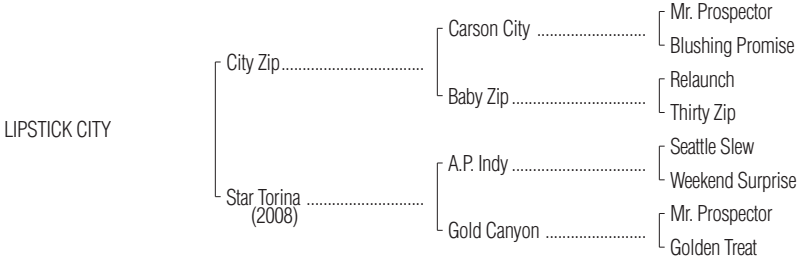 Mr. Prospector
Carson City ..........................
Blushing Promise
City Zip..................................
Relaunch
Baby Zip ................................
Thirty Zip
LIPSTICK CITY
Seattle Slew
A.P. Indy ................................
Weekend Surprise
Star Torina ............................
(2008)
Mr. Prospector
Gold Canyon ........................
Golden Treat